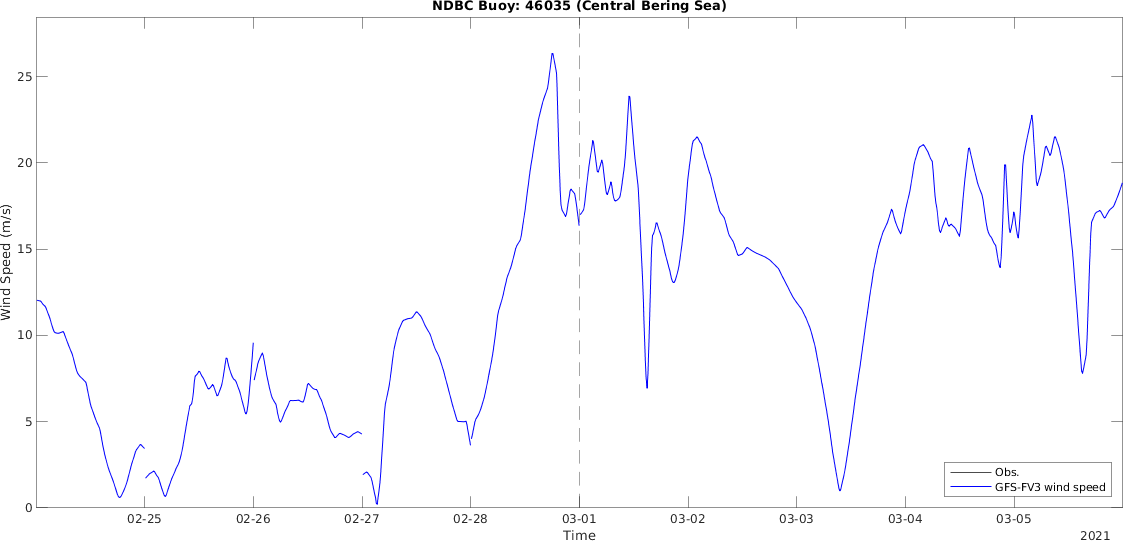 NDBC Buoy: 46035 (Central Bering Sea)
Wind Speed (m/s)
25
20
15
10
5
0
02-25 02-26 02-27 02-28 03-01 03-02 03-03 03-04 03-05
Time
2021
Obs.
GFS-FV3 wind speed